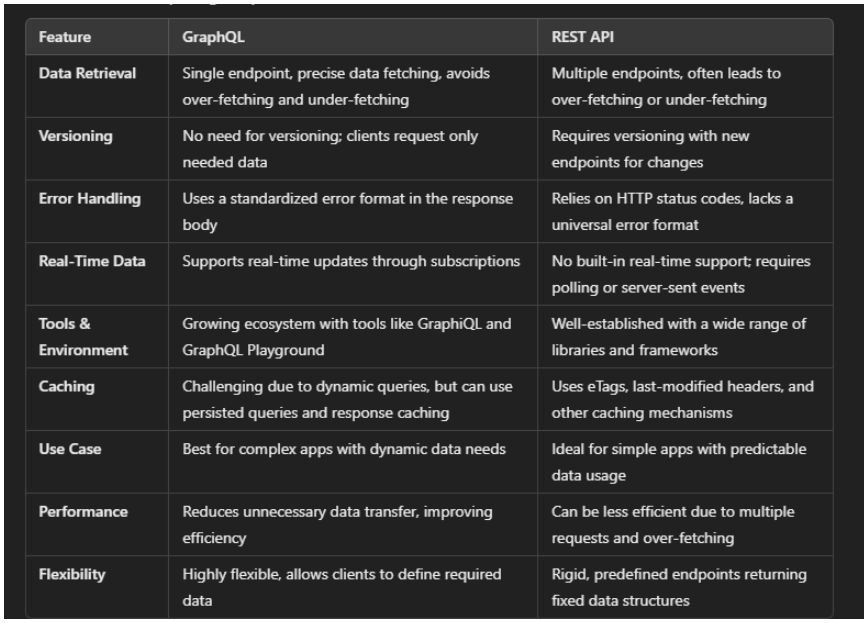 Feature GraphQL REST API
Data Retrieval Single endpoint, precise data fetching, avoids Multiple endpoints, often leads to
over-fetching and under-fetching over-fetching or under-fetching
Versioning No need for versioning; clients request only Requires versioning with new
needed data endpoints for changes
Error Handling Uses a standardized error format in the response Relies on HTTP status codes, lacks a
body universal error format
Real-Time Data Supports real-time updates through subscriptions No built-in real-time support; requires
polling or server-sent events
Tools & Growing ecosystem with tools like GraphiQL and Well-established with a wide range of
Environment GraphQL Playground libraries and frameworks
Caching Challenging due to dynamic queries, but can use Uses eTags, last-modified headers, and
persisted queries and response caching other caching mechanisms
Use Case Best for complex apps with dynamic data needs Ideal for simple apps with predictable
data usage
Performance Reduces unnecessary data transfer, improving Can be less efficient due to multiple
efficiency requests and over-fetching
Flexibility Highly flexible, allows clients to define required Rigid, predefined endpoints returning
data fixed data structures